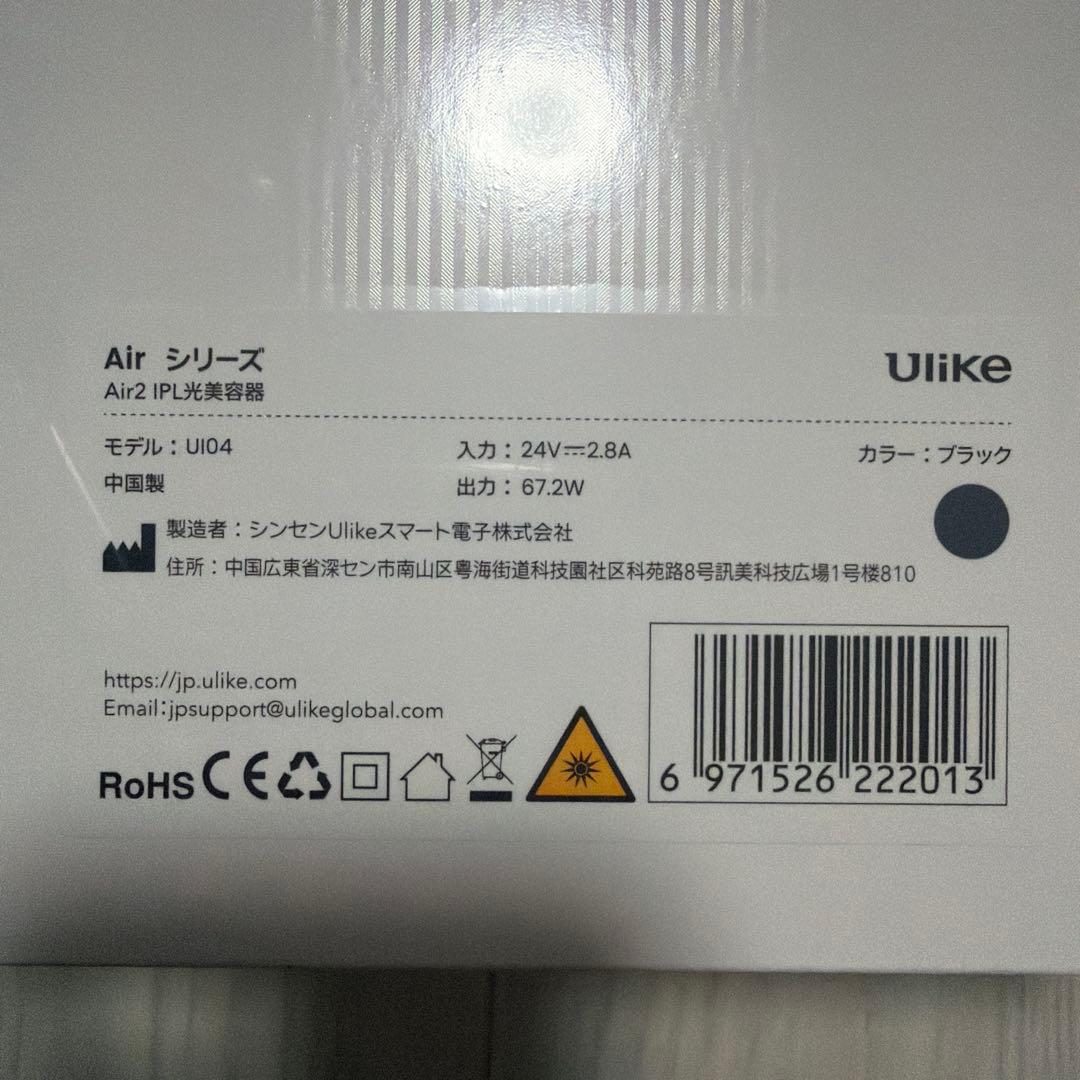 Air シリーズ
Ulike
Air2 IPL光美容器
モデル：UI04
入力：24V⎓2.8A
カラー：ブラック
中国製
出力：67.2W
製造者：シンセンUlikeスマート電子株式会社
住所：中国広東省深セン市南山区粤海街道科技園社区科苑路8号訊美科技広場1号楼810
https://jp.ulike.com
Email:jpsupport@ulikeglobal.com
RoHS CE
6 971526 222013